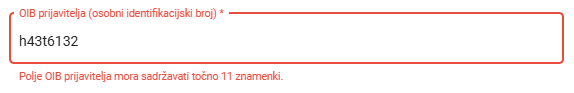 OIB prijavitelja (osobni identifikacijski broj) *
h43t6132
Polje OIB prijavitelja mora sadržavati točno 11 znamenki.